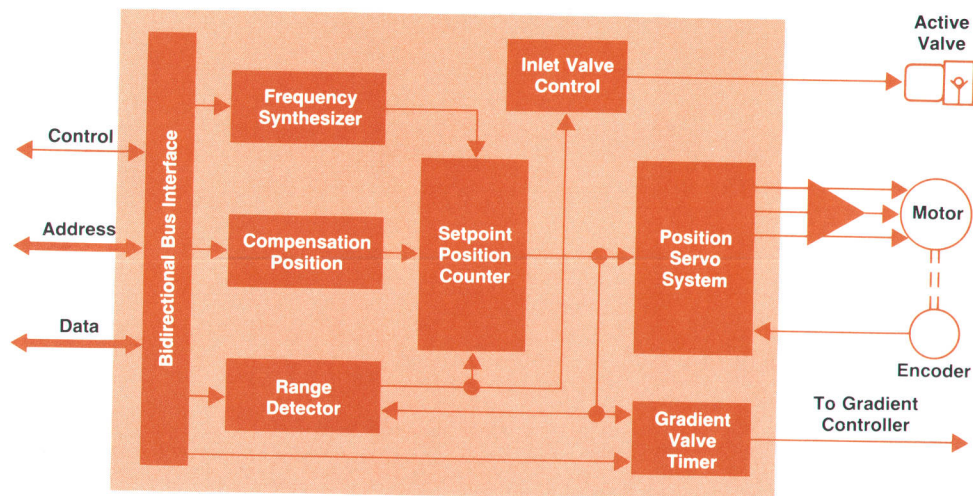 Active
Valve
Inlet Valve
Control
Frequency
Synthesizer
Control
Bidirectional Bus Interface
Address
Compensation
Position
Setpoint
Position
Counter
Position
Servo
System
Motor
Data
Range
Detector
Encoder
Gradient
Valve
Timer
To Gradient
Controller